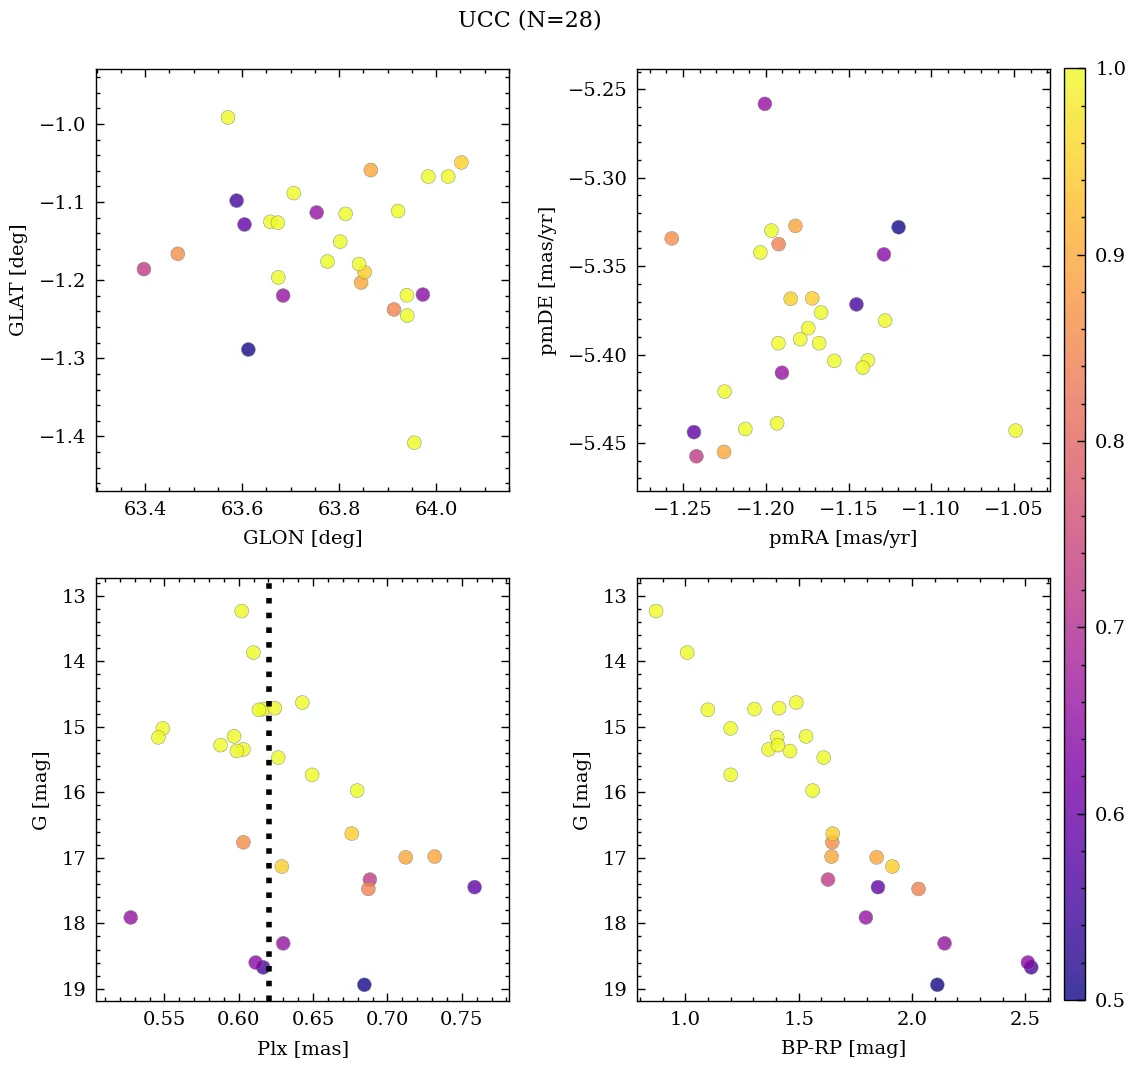 UCC (N=28)
−1.0
−1.1
−1.2
−1.3
−1.4
GLAT [deg]
63.4 63.6 63.8 64.0
GLON [deg]
−5.25
−5.30
−5.35
−5.40
−5.45
pmDE [mas/yr]
−1.25 −1.20 −1.15 −1.10 −1.05
pmRA [mas/yr]
13
14
15
16
17
18
19
G [mag]
0.55 0.60 0.65 0.70 0.75
Plx [mas]
13
14
15
16
17
18
19
G [mag]
1.0 1.5 2.0 2.5
BP-RP [mag]
1.0
0.9
0.8
0.7
0.6
0.5